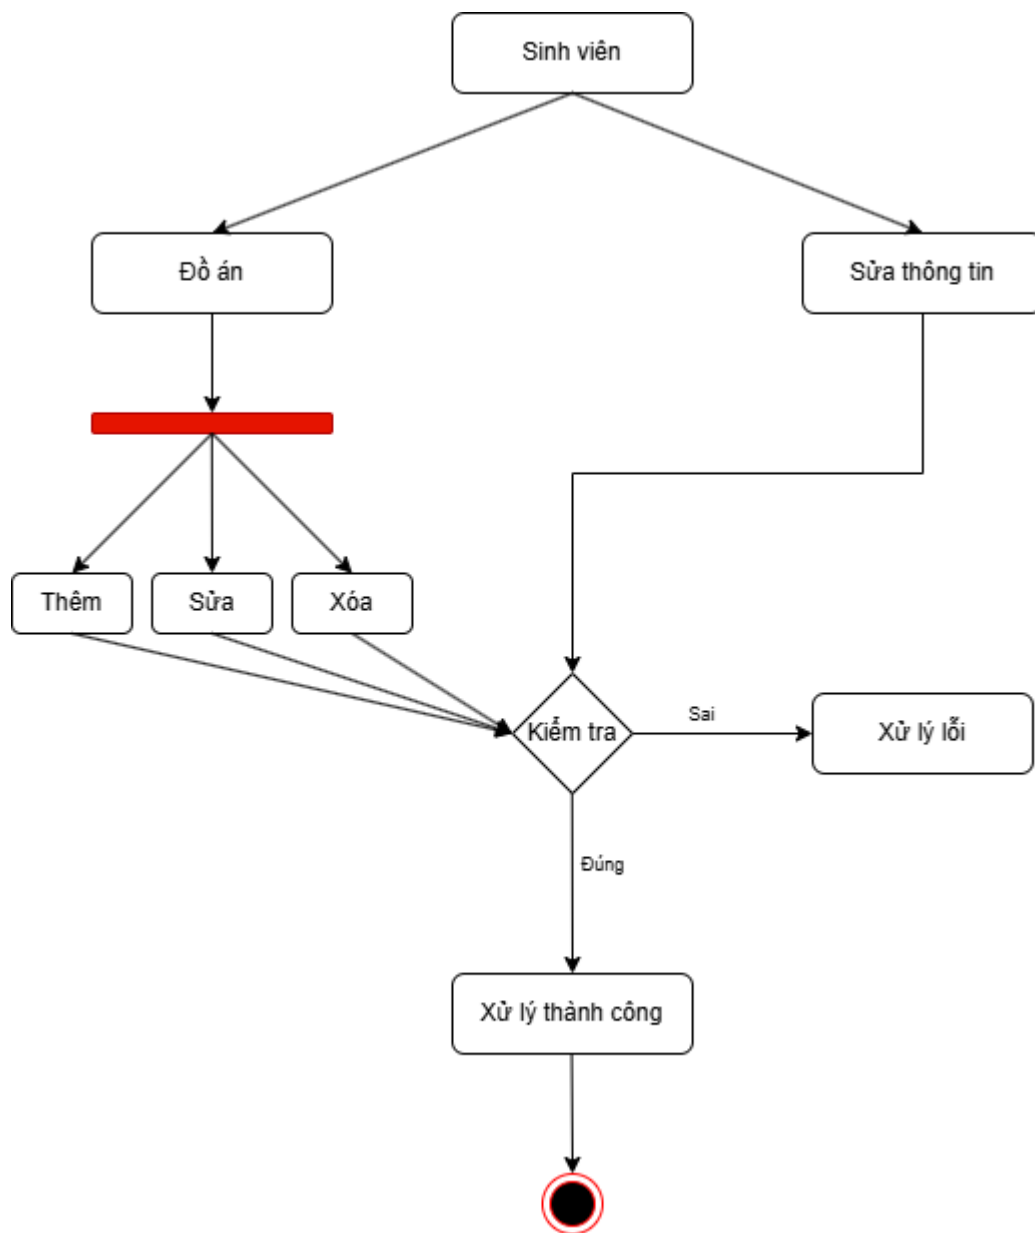 Sinh viên
Đồ án
Sửa thông tin
Thêm
Sửa
Xóa
Kiểm tra
Sai
Xử lý lỗi
Đúng
Xử lý thành công